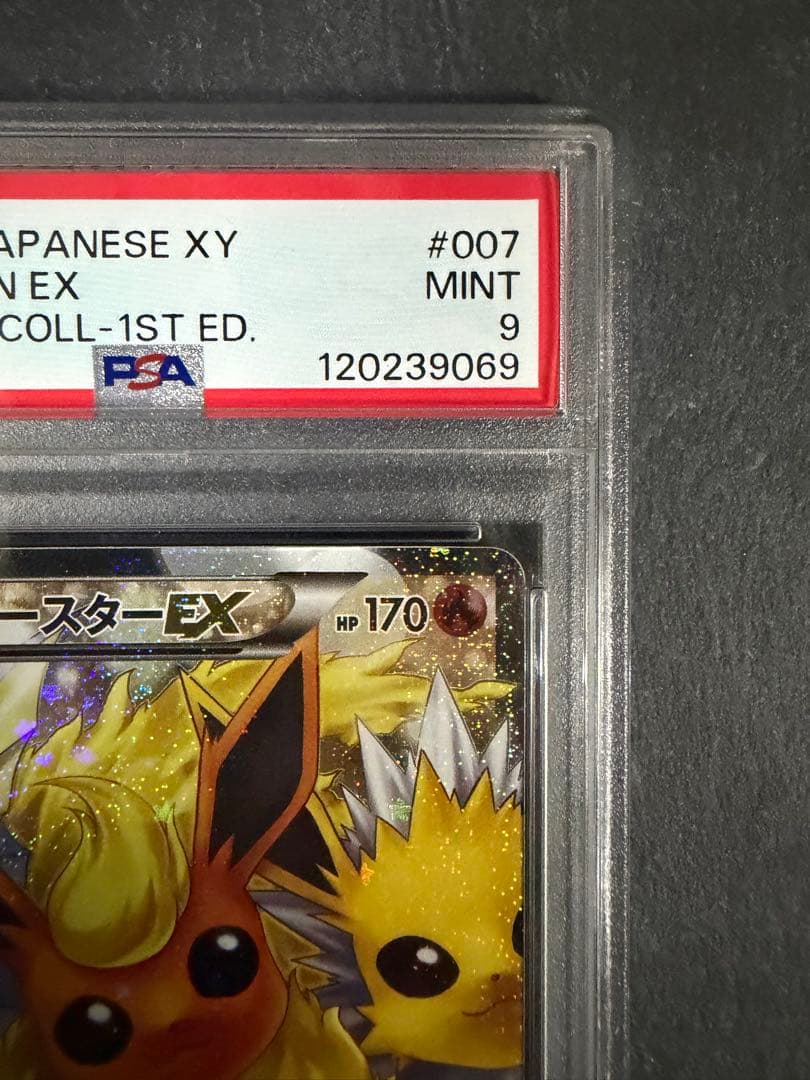 APANESE XY #007
N EX MINT
COLL-1ST ED. 9
PSA 120239069
ースターEX HP 170